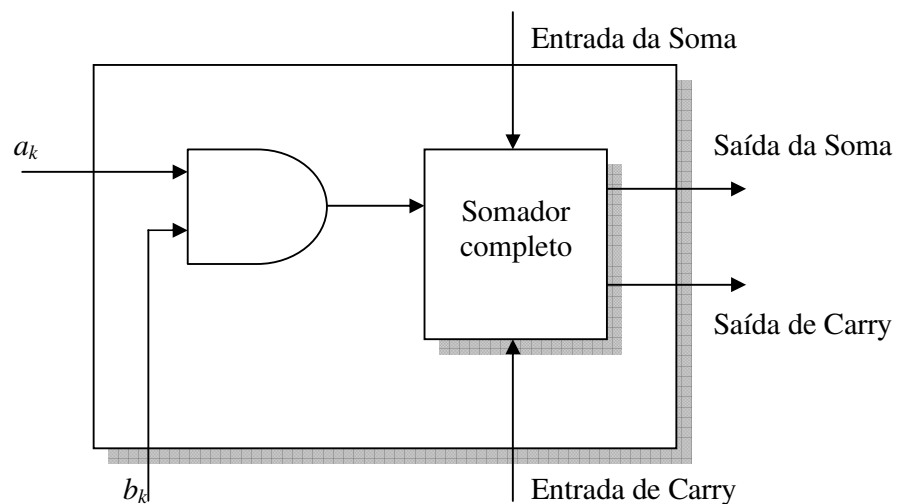 Entrada da Soma
a_k
Saída da Soma
Somador
completo
Saída de Carry
b_k
Entrada de Carry